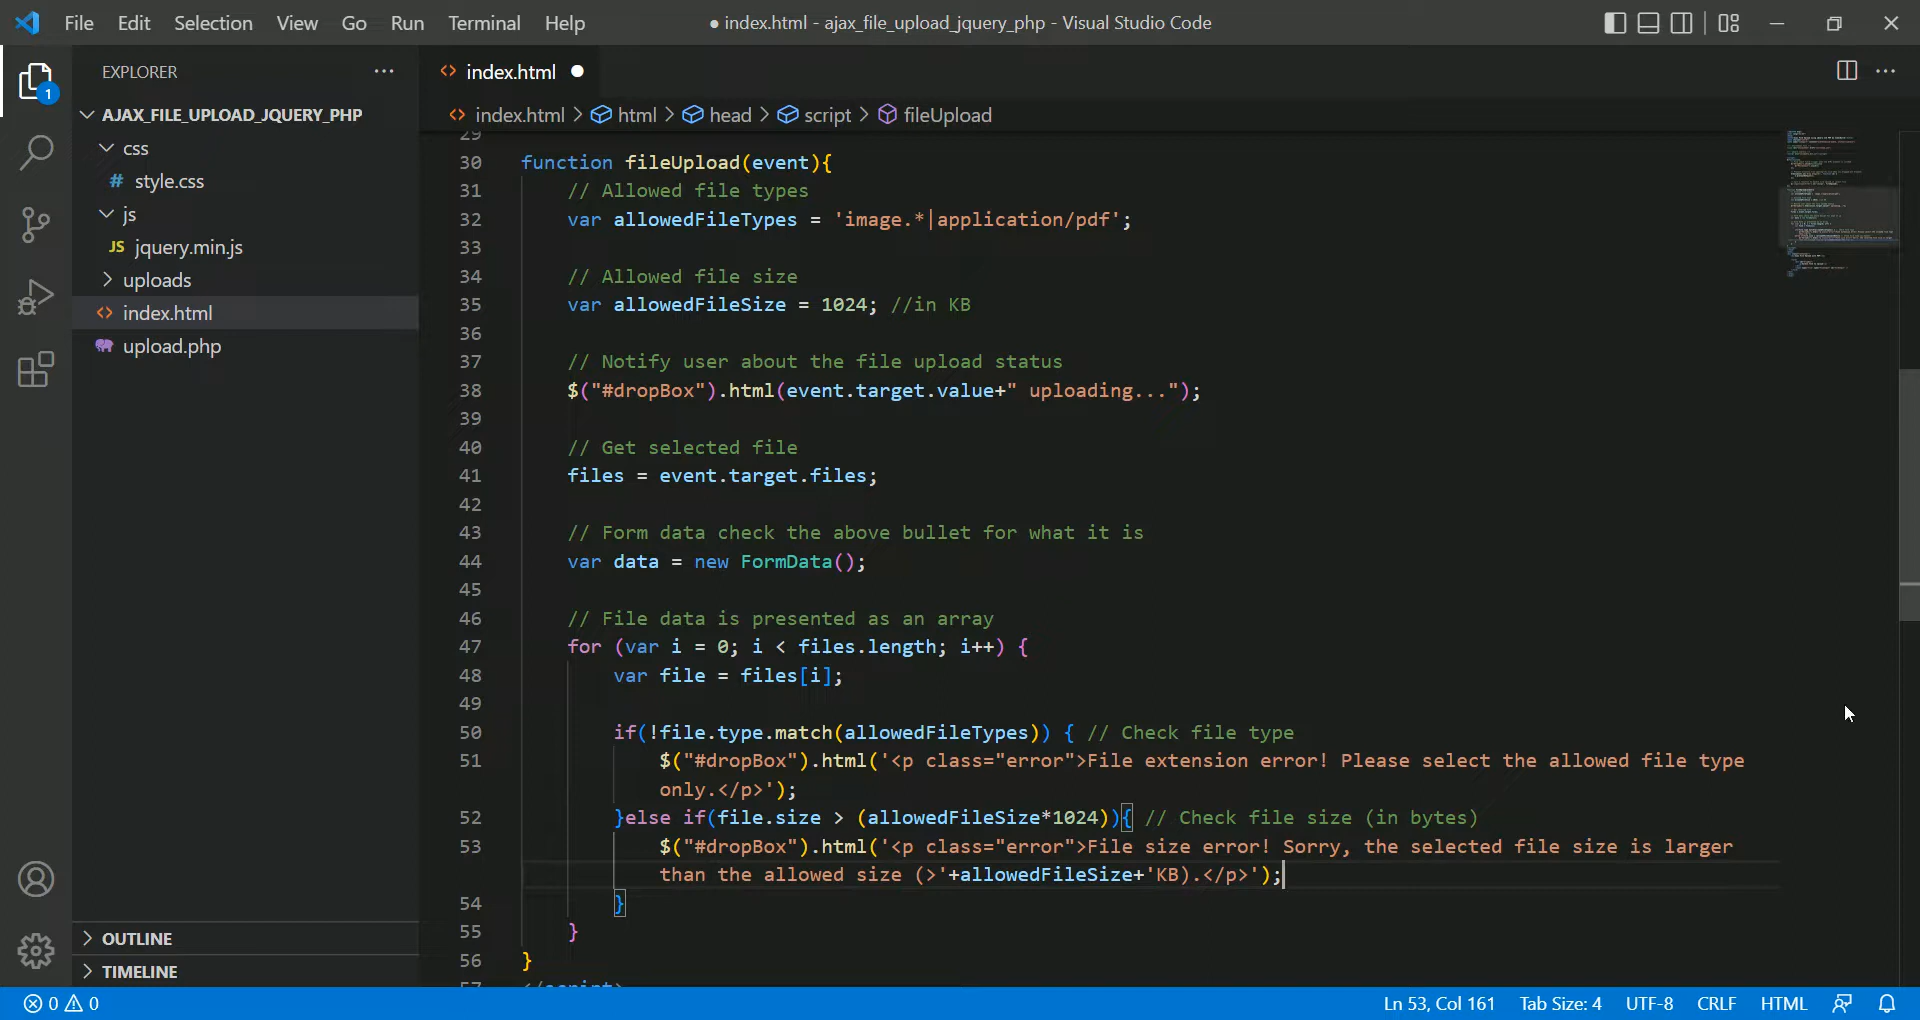 File Edit Selection View Go Run Terminal Help
● index.html - ajax_file_upload_jquery_php - Visual Studio Code
EXPLORER
1
AJAX_FILE_UPLOAD_JQUERY_PHP
css
# style.css
js
JS jquery.min.js
uploads
<> index.html
upload.php
OUTLINE
TIMELINE
<> index.html ●
<> index.html > html > head > script > fileUpload
29
30 function fileUpload(event){
31 // Allowed file types
32 var allowedFileTypes = 'image.*|application/pdf';
33
34 // Allowed file size
35 var allowedFileSize = 1024; //in KB
36
37 // Notify user about the file upload status
38 $("#dropBox").html(event.target.value+" uploading...");
39
40 // Get selected file
41 files = event.target.files;
42
43 // Form data check the above bullet for what it is
44 var data = new FormData();
45
46 // File data is presented as an array
47 for (var i = 0; i < files.length; i++) {
48 var file = files[i];
49
50 if(!file.type.match(allowedFileTypes)) { // Check file type
51 $("#dropBox").html('<p class="error">File extension error! Please select the allowed file type
only.</p>');
52 }else if(file.size > (allowedFileSize*1024)){ // Check file size (in bytes)
53 $("#dropBox").html('<p class="error">File size error! Sorry, the selected file size is larger
than the allowed size (>'+allowedFileSize+'KB).</p>');
54 }
55 }
56 }
57 </script>
0 0
Ln 53, Col 161 Tab Size: 4 UTF-8 CRLF HTML